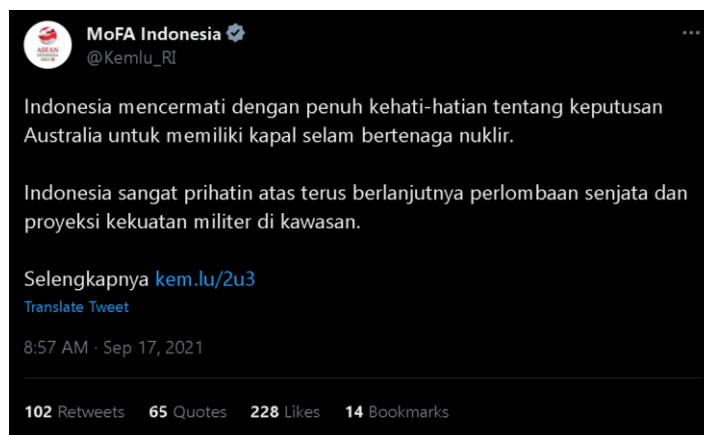 MoFA Indonesia
@Kemlu_RI
Indonesia mencermati dengan penuh kehati-hatian tentang keputusan
Australia untuk memiliki kapal selam bertenaga nuklir.
Indonesia sangat prihatin atas terus berlanjutnya perlombaan senjata dan
proyeksi kekuatan militer di kawasan.
Selengkapnya kem.lu/2u3
Translate Tweet
8:57 AM · Sep 17, 2021
102 Retweets 65 Quotes 228 Likes 14 Bookmarks